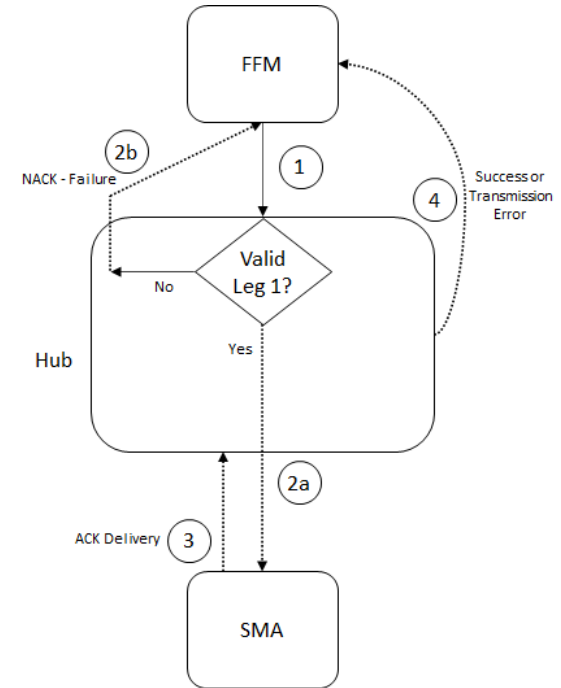 FFM
2b
NACK - Failure
1
4
Success or
Transmission
Error
Valid
Leg 1?
No
Yes
Hub
2a
ACK Delivery
3
SMA